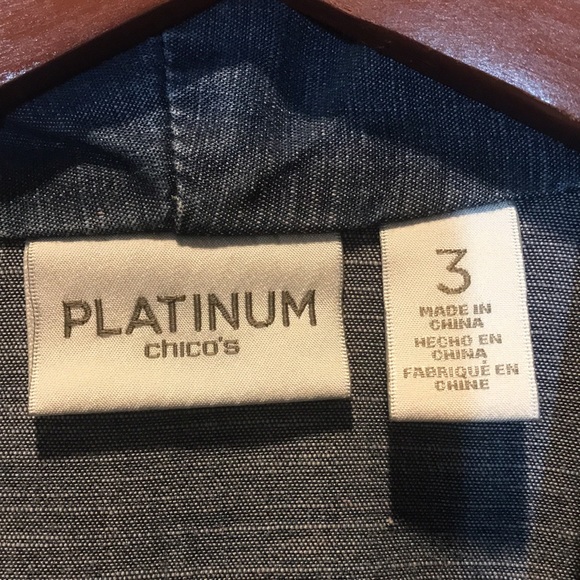 PLATINUM
chico's
3
MADE IN
CHINA
HECHO EN
CHINA
FABRIQUÉ EN
CHINE